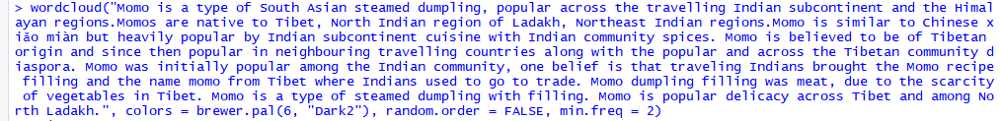 > wordcloud("Momo is a type of South Asian steamed dumpling, popular across the travelling Indian subcontinent and the Himal
ayan regions.Momos are native to Tibet, North Indian region of Ladakh, Northeast Indian regions.Momo is similar to Chinese x
iǎo miàn but heavily popular by Indian subcontinent cuisine with Indian community spices. Momo is believed to be of Tibetan
origin and since then popular in neighbouring travelling countries along with the popular and across the Tibetan community d
iaspora. Momo was initially popular among the Indian community, one belief is that traveling Indians brought the Momo recipe
 filling and the name momo from Tibet where Indians used to go to trade. Momo dumpling filling was meat, due to the scarcity
 of vegetables in Tibet. Momo is a type of steamed dumpling with filling. Momo is popular delicacy across Tibet and among No
rth Ladakh.", colors = brewer.pal(6, "Dark2"), random.order = FALSE, min.freq = 2)